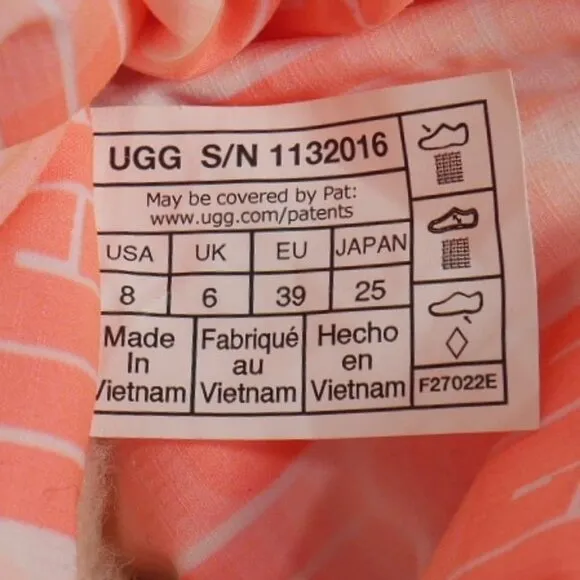 UGG S/N 1132016
May be covered by Pat:
www.ugg.com/patents
USA UK EU JAPAN
8 6 39 25
Made In Vietnam
Fabriqué au Vietnam
Hecho en Vietnam
F27022E